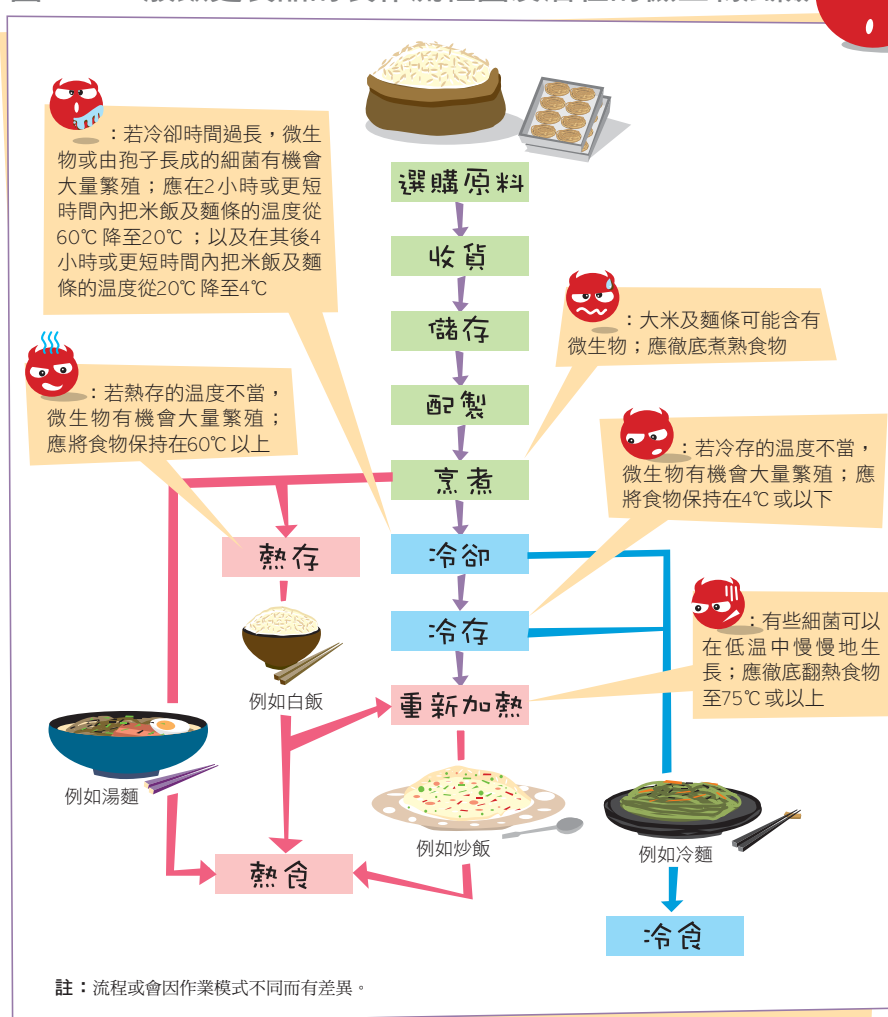 選購原料
收貨
儲存
配製
烹煮
冷卻
冷存
重新加熱
熱存
熱食
冷食
：若冷卻時間過長，微生
物或由孢子長成的細菌有機會
大量繁殖；應在2小時或更短
時間內把米飯及麵條的溫度從
60℃ 降至20℃；以及在其後4
小時或更短時間內把米飯及麵
條的溫度從20℃ 降至4℃
：大米及麵條可能含有
微生物；應徹底煮熟食物
：若熱存的溫度不當，
微生物有機會大量繁殖；
應將食物保持在60℃ 以上
：若冷存的溫度不當，
微生物有機會大量繁殖；應
將食物保持在4℃ 或以下
：有些細菌可以
在低溫中慢慢地生
長；應徹底翻熱食物
至75℃ 或以上
例如白飯
例如湯麵
例如炒飯
例如冷麵
註：流程或會因作業模式不同而有差異。